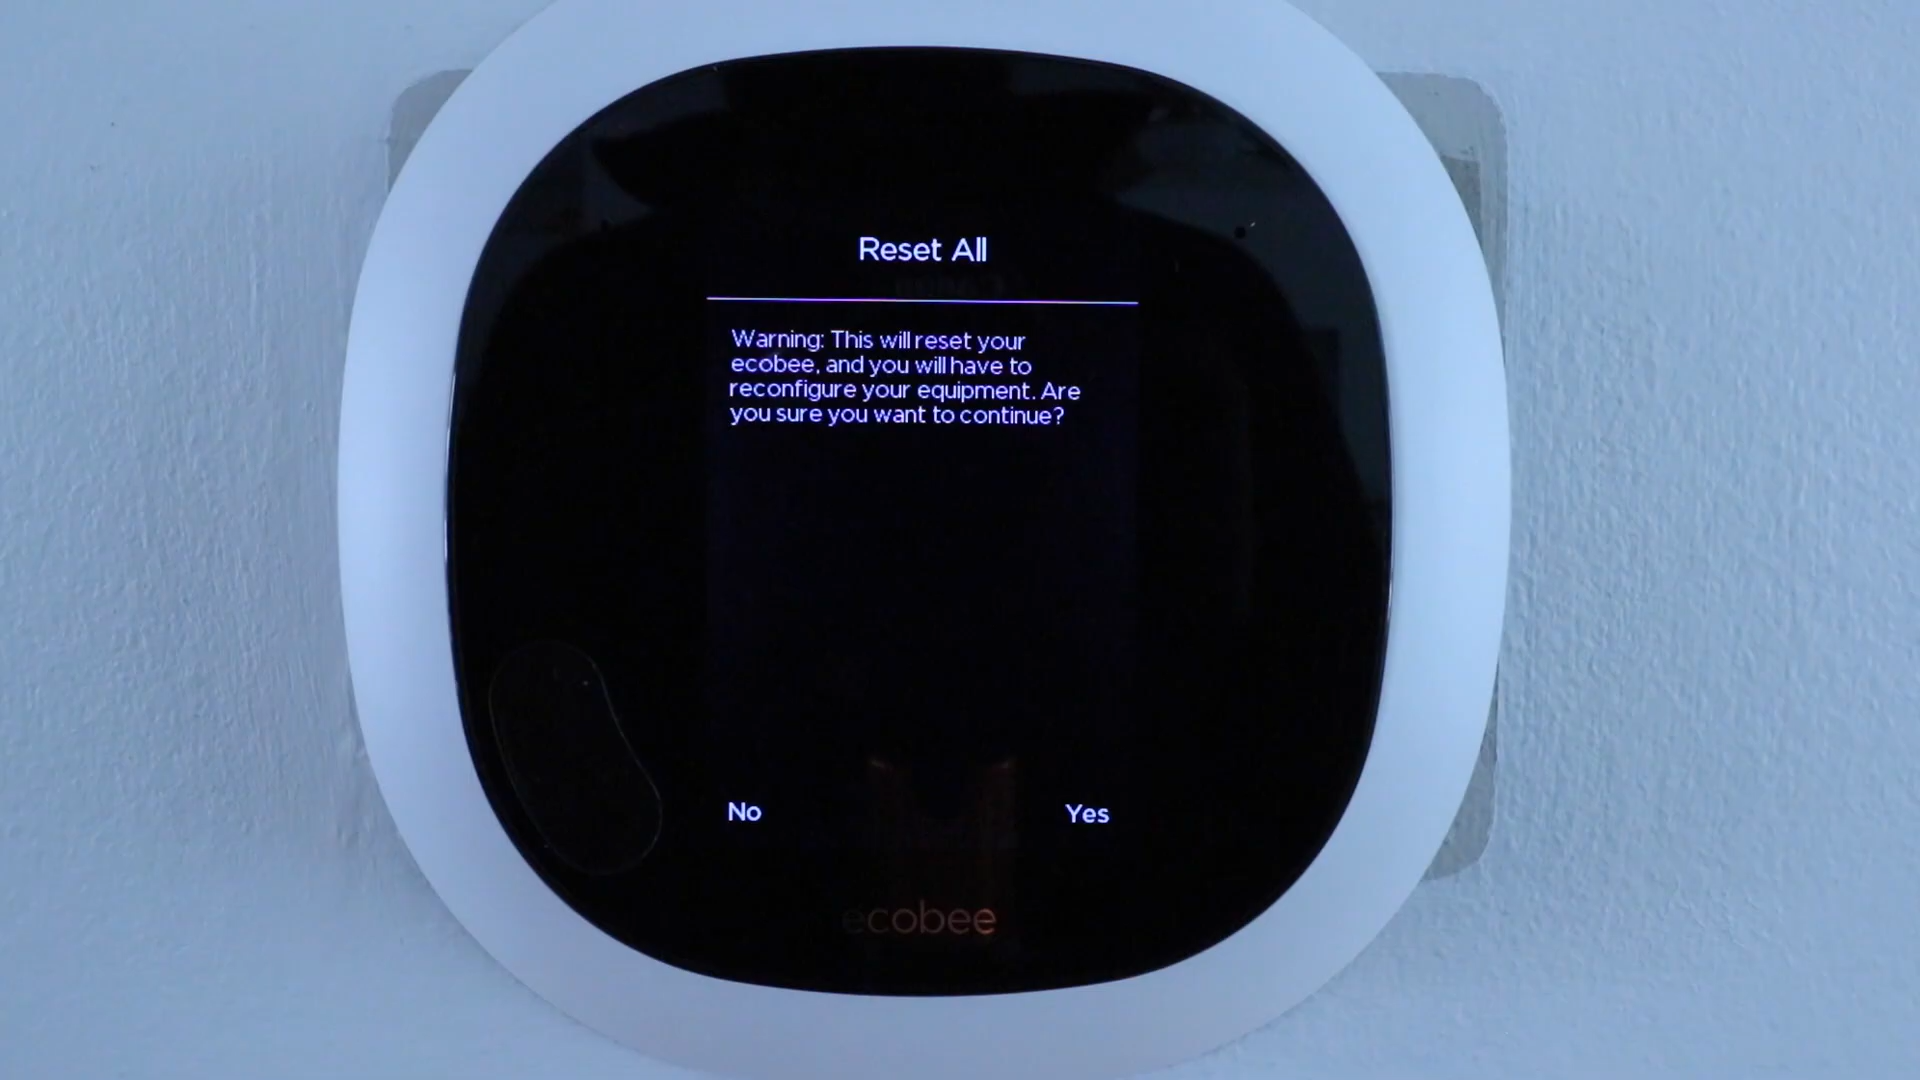 Reset All
Warning: This will reset your
ecobee, and you will have to
reconfigure your equipment. Are
you sure you want to continue?
No
Yes
ecobee